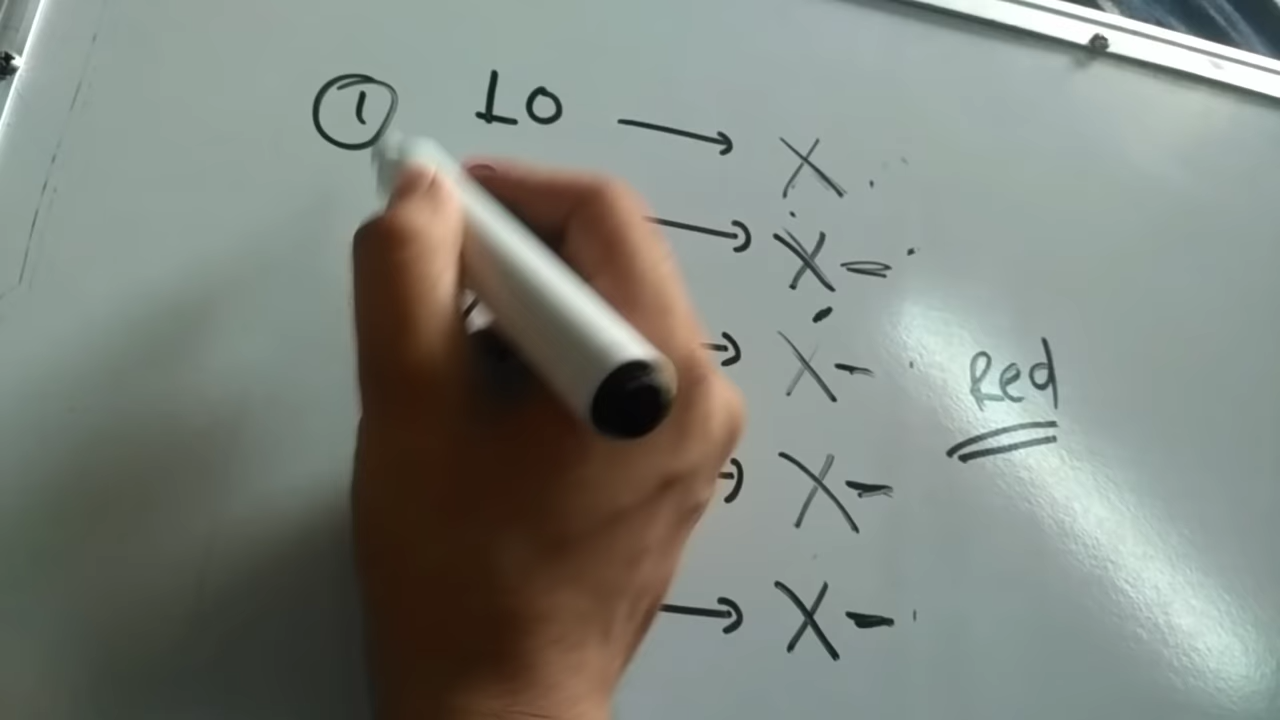 ① LO → X
→ X =
→ X -
Red
→ X -
→ X -